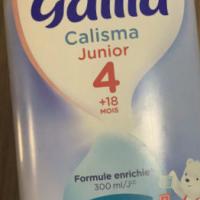 Gallia
Calisma
Junior
4
+18
MOIS
Formule enrichie
300 ml/J